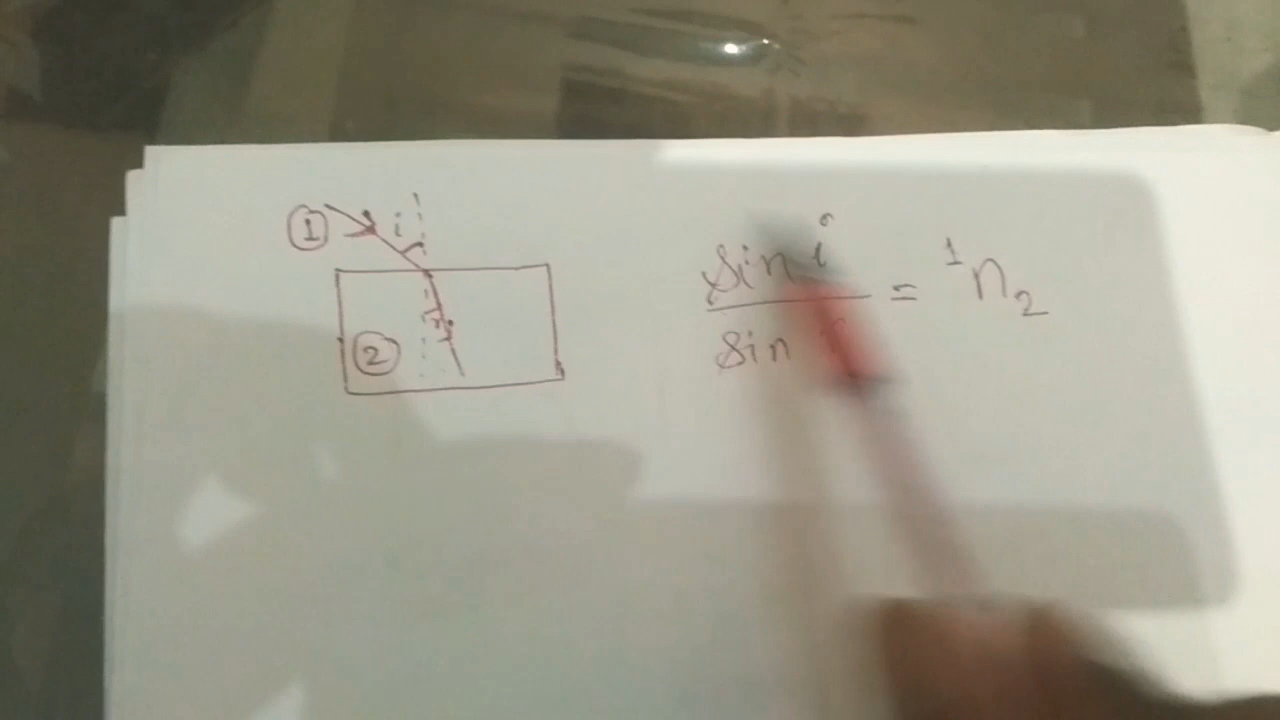 ① i
r
②
sin i
sin = ¹n₂